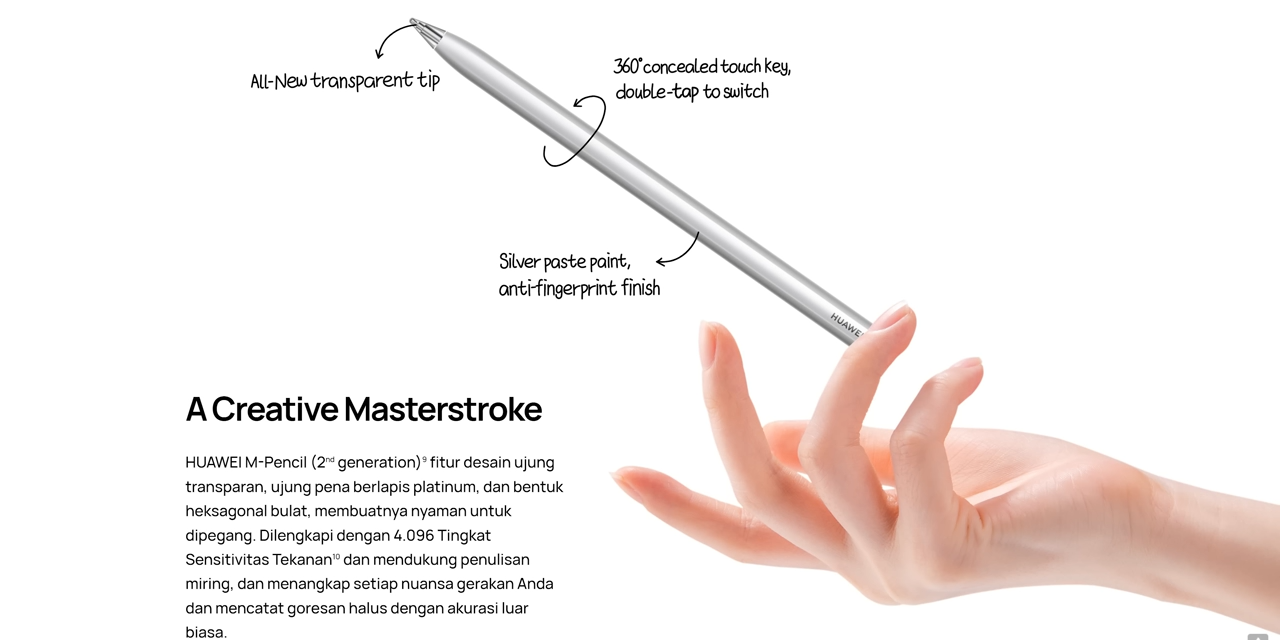 All-New transparent tip
360° concealed touch key,
double-tap to switch
Silver paste paint,
anti-fingerprint finish
HUAWEI
A Creative Masterstroke
HUAWEI M-Pencil (2nd generation)9 fitur desain ujung
transparan, ujung pena berlapis platinum, dan bentuk
heksagonal bulat, membuatnya nyaman untuk
dipegang. Dilengkapi dengan 4.096 Tingkat
Sensitivitas Tekanan10 dan mendukung penulisan
miring, dan menangkap setiap nuansa gerakan Anda
dan mencatat goresan halus dengan akurasi luar
biasa.